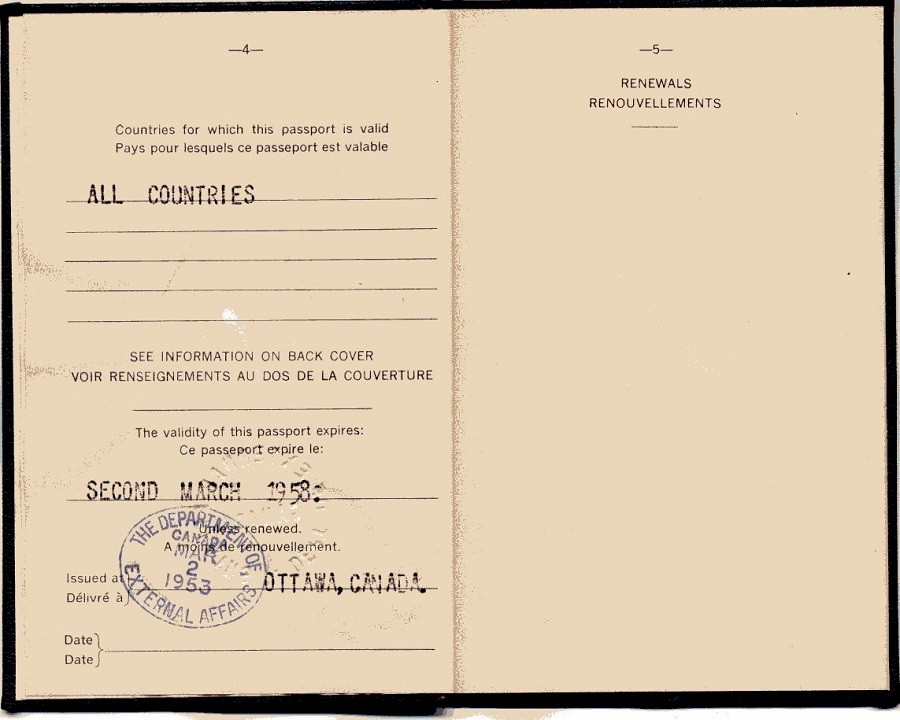 —4—
Countries for which this passport is valid
Pays pour lesquels ce passeport est valable
ALL COUNTRIES
SEE INFORMATION ON BACK COVER
VOIR RENSEIGNEMENTS AU DOS DE LA COUVERTURE
The validity of this passport expires:
Ce passeport expire le:
SECOND MARCH 1958.
Unless renewed.
A moins de renouvellement.
THE DEPARTMENT OF
CANADA
MAR
2
1953
EXTERNAL AFFAIRS
Issued at
Délivré à
OTTAWA, CANADA.
Date
Date
—5—
RENEWALS
RENOUVELLEMENTS